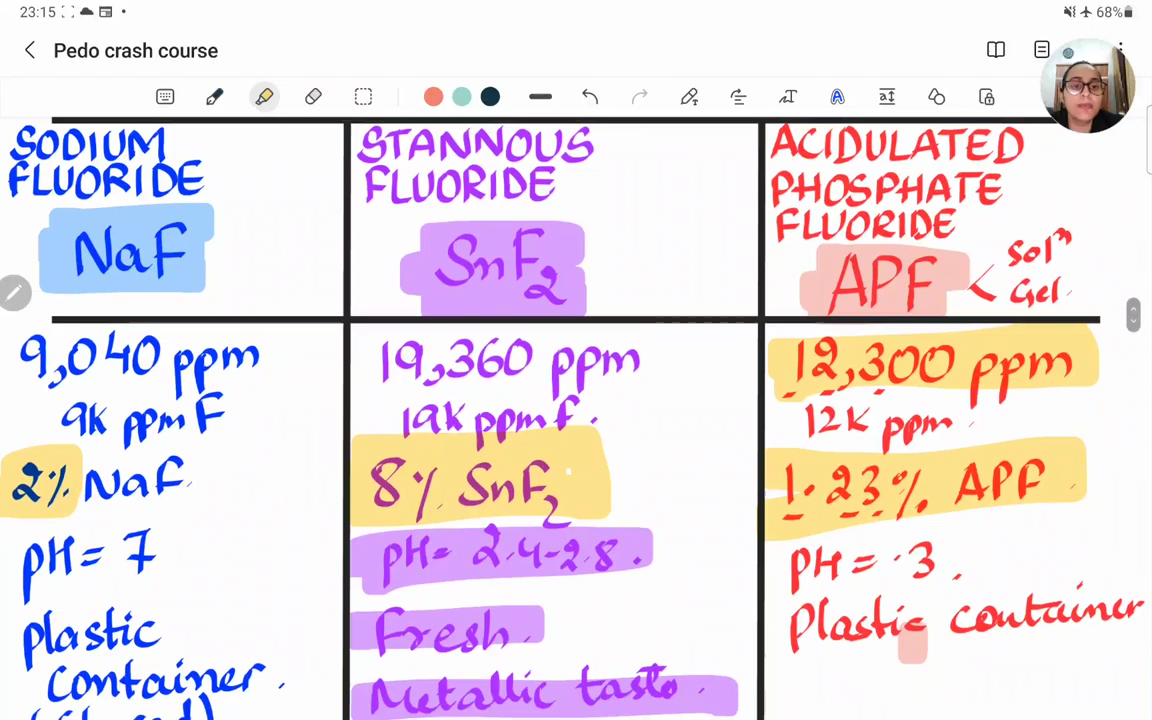 23:15
68%
Pedo crash course
SODIUM
FLUORIDE
NaF
STANNOUS
FLUORIDE
SnF2
ACIDULATED
PHOSPHATE
FLUORIDE
APF
Solⁿ
Gel.
9,040 ppm
9k ppm F
2% NaF.
pH = 7
plastic
container.
19,360 ppm
19k ppm f.
8% SnF2
pH= 2.4-2.8.
Fresh.
Metallic taste.
12,300 ppm
12k ppm.
1.23% APF
pH = 3.
Plastic container